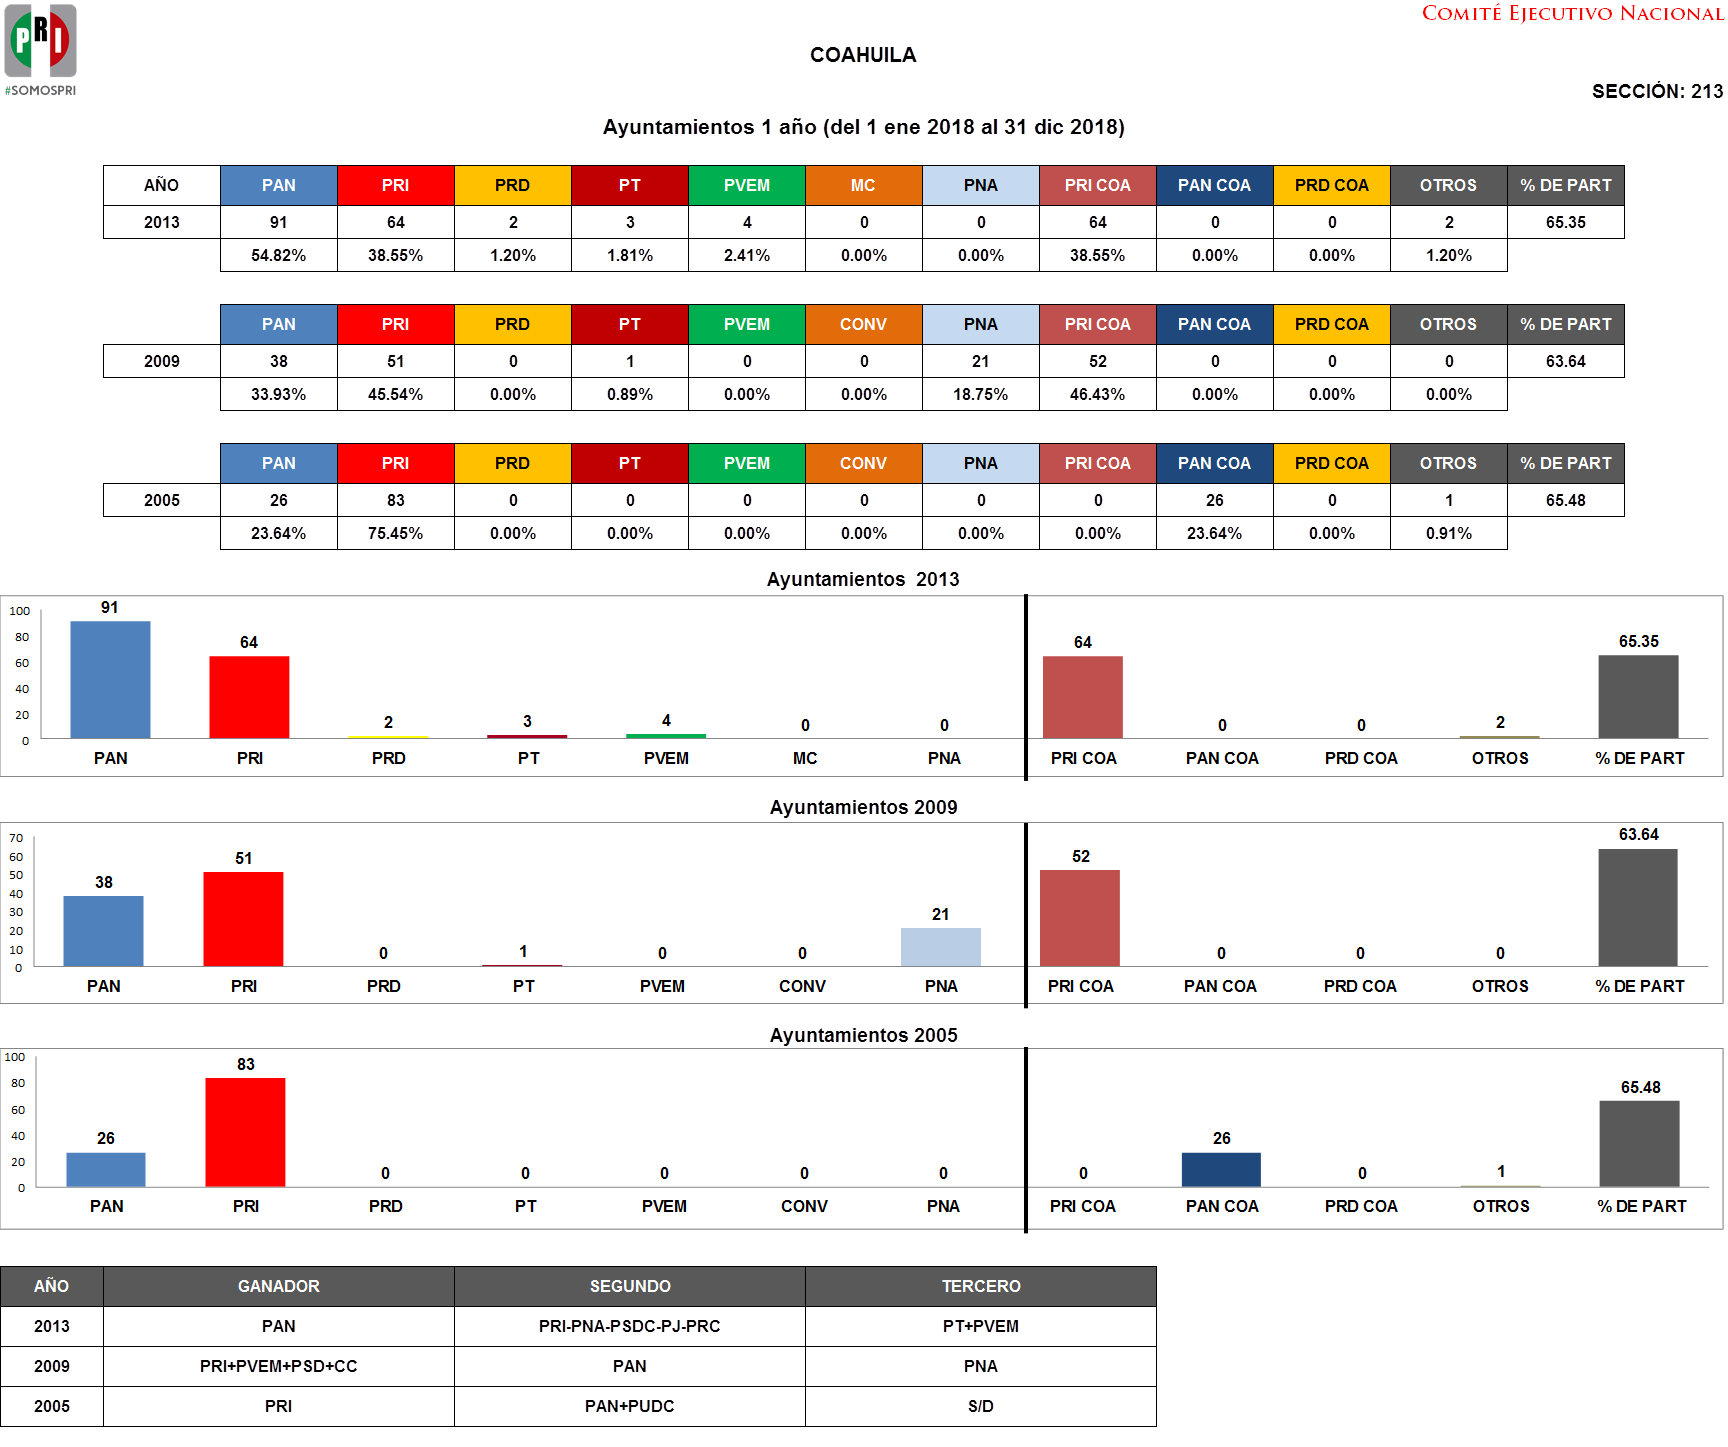 PRI
#SOMOSPRI
COMITÉ EJECUTIVO NACIONAL
COAHUILA
SECCIÓN: 213
Ayuntamientos 1 año (del 1 ene 2018 al 31 dic 2018)
AÑO PAN PRI PRD PT PVEM MC PNA PRI COA PAN COA PRD COA OTROS % DE PART
2013 91 64 2 3 4 0 0 64 0 0 2 65.35
54.82% 38.55% 1.20% 1.81% 2.41% 0.00% 0.00% 38.55% 0.00% 0.00% 1.20%
PAN PRI PRD PT PVEM CONV PNA PRI COA PAN COA PRD COA OTROS % DE PART
2009 38 51 0 1 0 0 21 52 0 0 0 63.64
33.93% 45.54% 0.00% 0.89% 0.00% 0.00% 18.75% 46.43% 0.00% 0.00% 0.00%
PAN PRI PRD PT PVEM CONV PNA PRI COA PAN COA PRD COA OTROS % DE PART
2005 26 83 0 0 0 0 0 0 26 0 1 65.48
23.64% 75.45% 0.00% 0.00% 0.00% 0.00% 0.00% 0.00% 23.64% 0.00% 0.91%
Ayuntamientos 2013
100
80
60
40
20
0
91 64 2 3 4 0 0 64 0 0 2 65.35
PAN PRI PRD PT PVEM MC PNA PRI COA PAN COA PRD COA OTROS % DE PART
Ayuntamientos 2009
70
60
50
40
30
20
10
0
38 51 0 1 0 0 21 52 0 0 0 63.64
PAN PRI PRD PT PVEM CONV PNA PRI COA PAN COA PRD COA OTROS % DE PART
Ayuntamientos 2005
100
80
60
40
20
0
26 83 0 0 0 0 0 0 26 0 1 65.48
PAN PRI PRD PT PVEM CONV PNA PRI COA PAN COA PRD COA OTROS % DE PART
AÑO GANADOR SEGUNDO TERCERO
2013 PAN PRI-PNA-PSDC-PJ-PRC PT+PVEM
2009 PRI+PVEM+PSD+CC PAN PNA
2005 PRI PAN+PUDC S/D